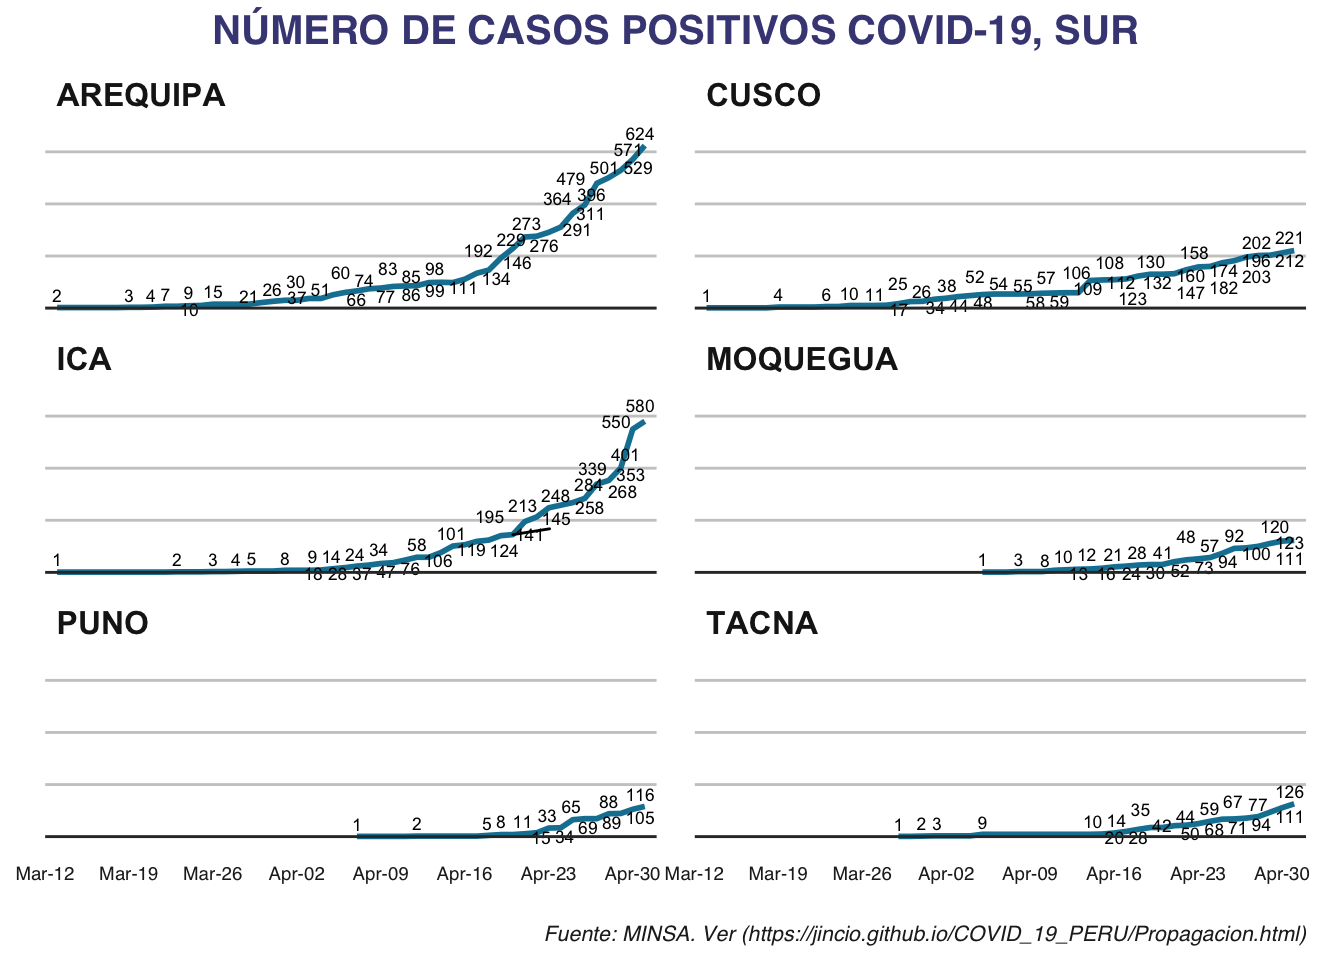 NÚMERO DE CASOS POSITIVOS COVID-19, SUR
AREQUIPA
2 3 4 7 9 10 15 21 26 30 37 51 60 66 74 77 83 85 86 98 99 111 192 134 229 146 273 276 291 364 311 479 396 501 529 571 624
CUSCO
1 4 6 10 11 25 17 26 34 38 44 52 48 54 55 58 57 59 106 109 108 112 123 130 132 158 160 147 174 182 202 196 203 221 212
ICA
1 2 3 4 5 8 9 18 14 28 24 37 34 47 58 76 106 101 119 195 124 213 141 248 145 258 284 339 268 353 401 550 580
MOQUEGUA
1 3 8 10 13 12 16 21 24 28 30 41 52 48 73 57 94 92 100 120 123 111
PUNO
1 2 5 8 11 15 33 34 65 69 88 89 116 105
TACNA
1 2 3 9 10 20 14 28 35 42 44 50 59 68 67 71 77 94 126 111
Mar-12 Mar-19 Mar-26 Apr-02 Apr-09 Apr-16 Apr-23 Apr-30 Mar-12 Mar-19 Mar-26 Apr-02 Apr-09 Apr-16 Apr-23 Apr-30
Fuente: MINSA. Ver (https://jincio.github.io/COVID_19_PERU/Propagacion.html)